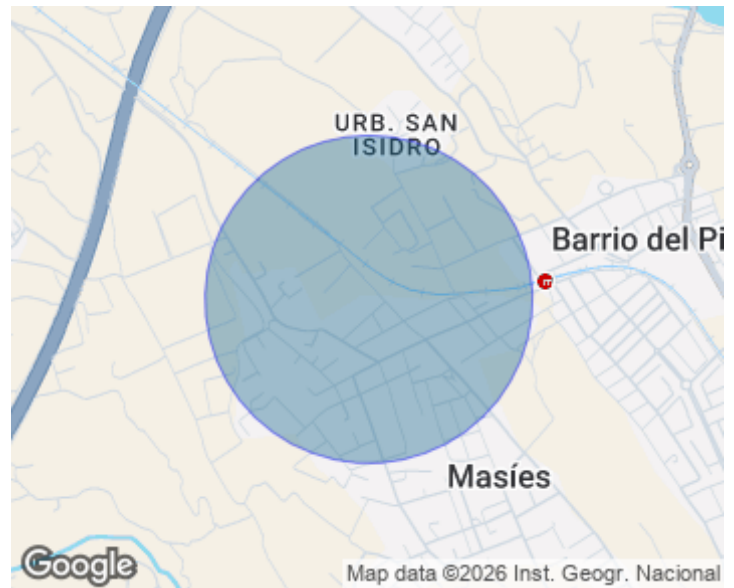 URB. SAN
ISIDRO
Barrio del Pi
Masíes
Google
Map data ©2026 Inst. Geogr. Nacional